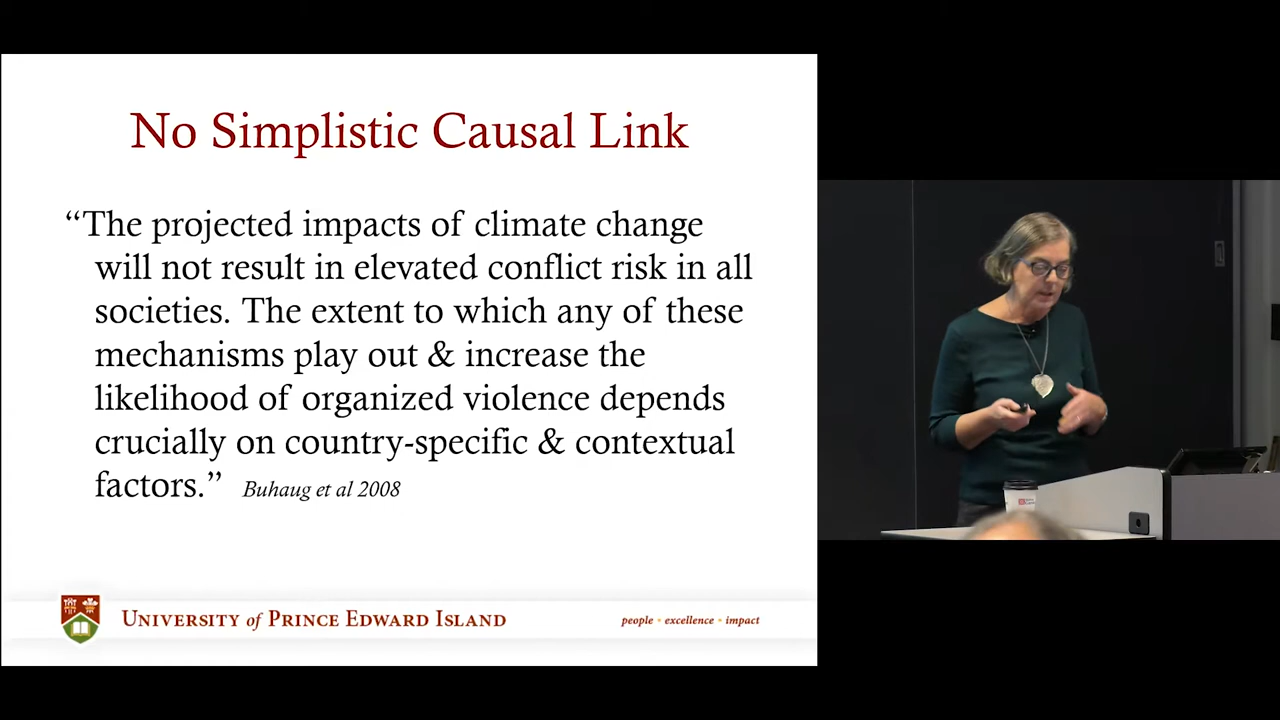 No Simplistic Causal Link
“The projected impacts of climate change
will not result in elevated conflict risk in all
societies. The extent to which any of these
mechanisms play out & increase the
likelihood of organized violence depends
crucially on country-specific & contextual
factors.” Buhaug et al 2008
UNIVERSITY of PRINCE EDWARD ISLAND
people • excellence • impact